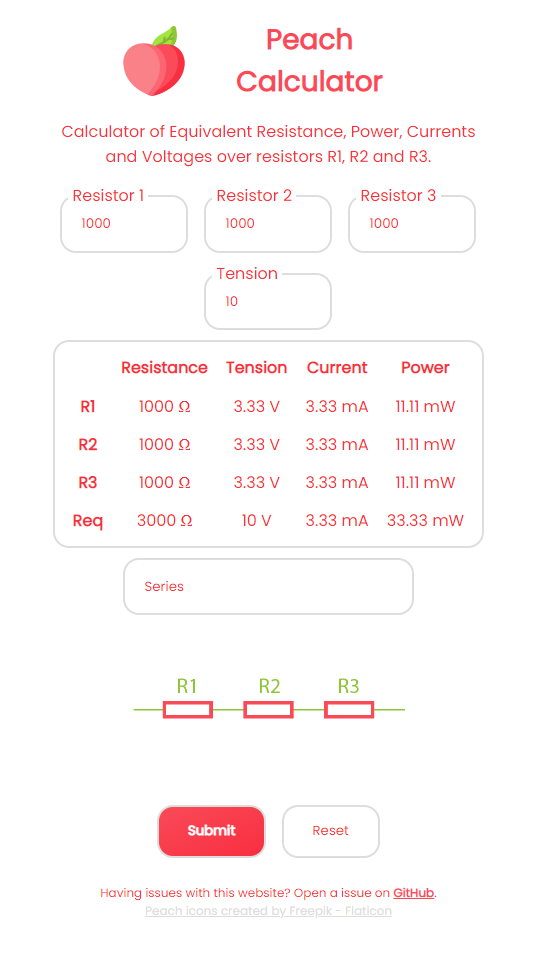 Peach
Calculator
Calculator of Equivalent Resistance, Power, Currents
and Voltages over resistors R1, R2 and R3.
Resistor 1 Resistor 2 Resistor 3
1000 1000 1000
Tension
10
Resistance Tension Current Power
R1 1000 Ω 3.33 V 3.33 mA 11.11 mW
R2 1000 Ω 3.33 V 3.33 mA 11.11 mW
R3 1000 Ω 3.33 V 3.33 mA 11.11 mW
Req 3000 Ω 10 V 3.33 mA 33.33 mW
Series
R1 R2 R3
Submit Reset
Having issues with this website? Open a issue on GitHub.
Peach icons created by Freepik - Flaticon